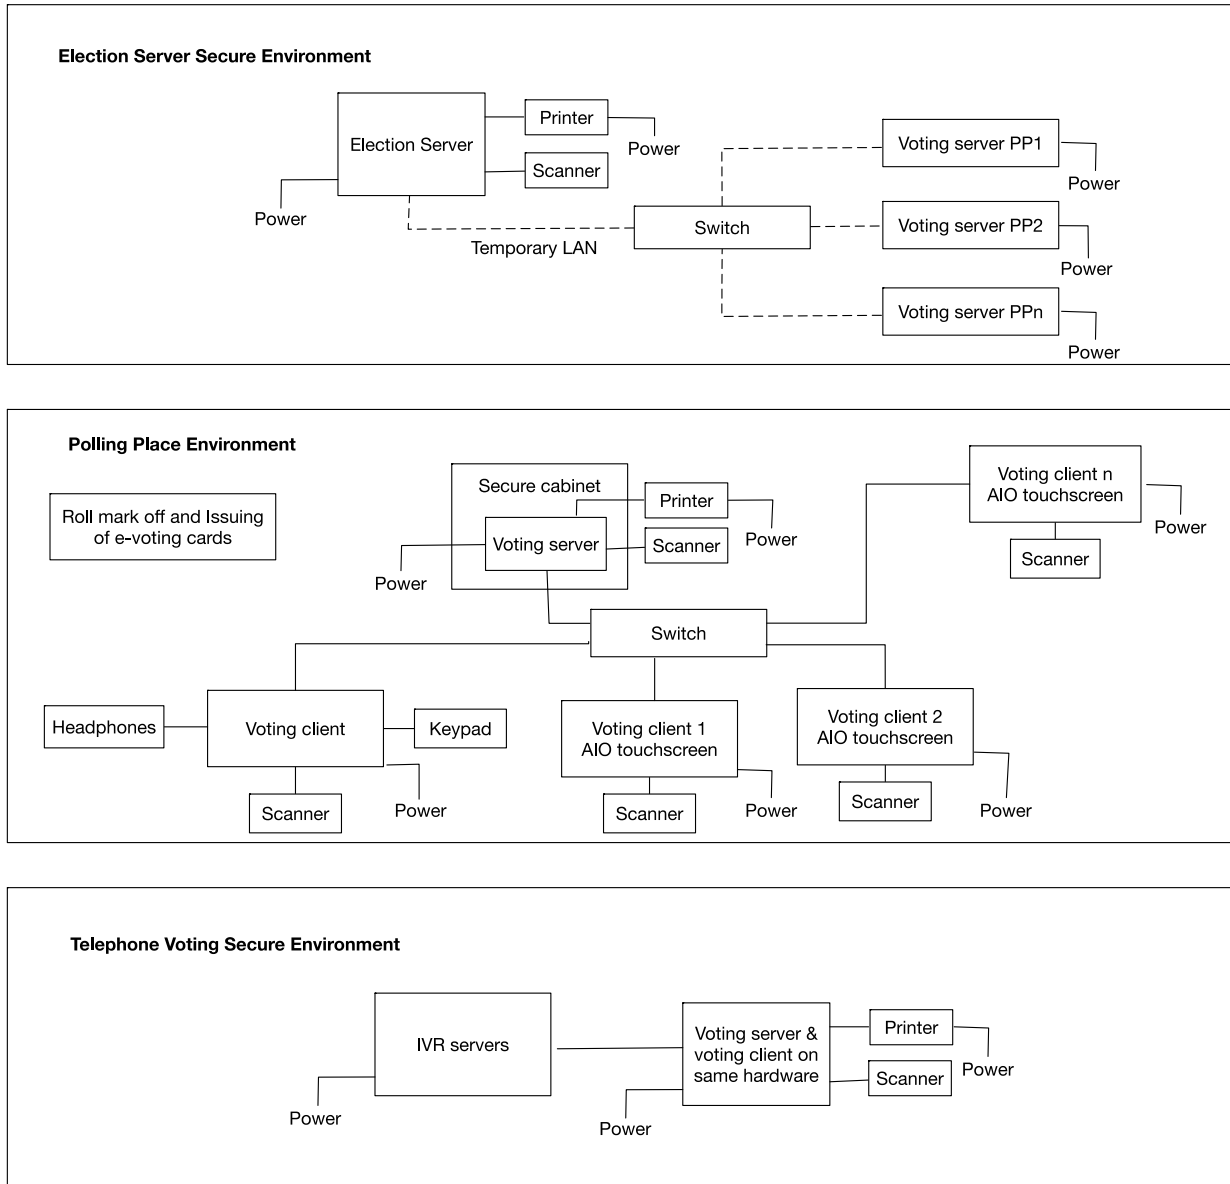 Election Server Secure Environment
Election Server
Printer
Power
Scanner
Power
Temporary LAN
Switch
Voting server PP1
Power
Voting server PP2
Power
Voting server PPn
Power
Polling Place Environment
Roll mark off and Issuing
of e-voting cards
Secure cabinet
Voting server
Power
Printer
Power
Scanner
Voting client n
AIO touchscreen
Power
Scanner
Switch
Headphones
Voting client
Keypad
Scanner
Power
Voting client 1
AIO touchscreen
Scanner
Power
Voting client 2
AIO touchscreen
Scanner
Power
Telephone Voting Secure Environment
IVR servers
Power
Voting server &
voting client on
same hardware
Power
Printer
Power
Scanner